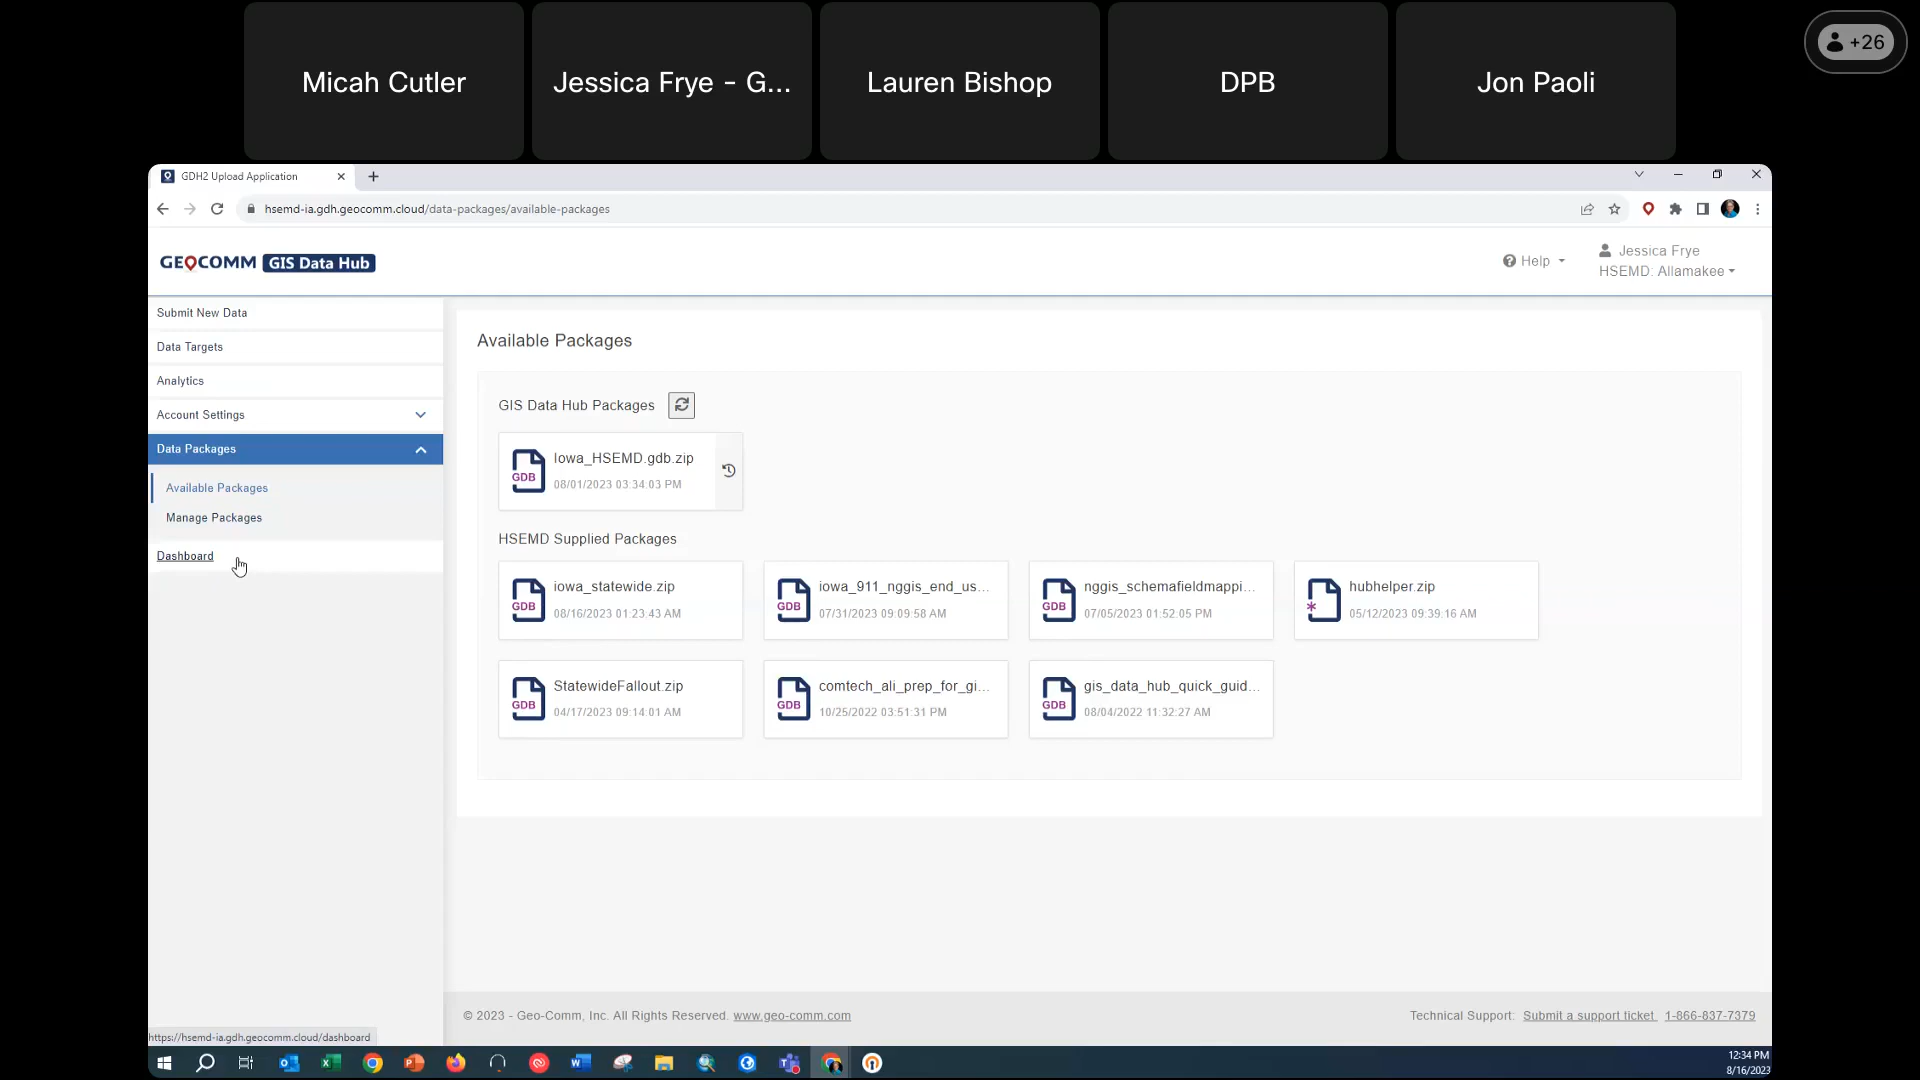 Micah Cutler
Jessica Frye - G...
Lauren Bishop
DPB
Jon Paoli
+26
GDH2 Upload Application
hsemd-ia.gdh.geocomm.cloud/data-packages/available-packages
GEOCOMM GIS Data Hub
Help
Jessica Frye
HSEMD: Allamakee
Submit New Data
Data Targets
Analytics
Account Settings
Data Packages
Available Packages
Manage Packages
Dashboard
Available Packages
GIS Data Hub Packages
GDB
Iowa_HSEMD.gdb.zip
08/01/2023 03:34:03 PM
HSEMD Supplied Packages
GDB
iowa_statewide.zip
08/16/2023 01:23:43 AM
GDB
iowa_911_nggis_end_us...
07/31/2023 09:09:58 AM
GDB
nggis_schemafieldmappi...
07/05/2023 01:52:05 PM
*
hubhelper.zip
05/12/2023 09:39:16 AM
GDB
StatewideFallout.zip
04/17/2023 09:14:01 AM
GDB
comtech_ali_prep_for_gi...
10/25/2022 03:51:31 PM
GDB
gis_data_hub_quick_guid...
08/04/2022 11:32:27 AM
© 2023 - Geo-Comm, Inc. All Rights Reserved. www.geo-comm.com
Technical Support: Submit a support ticket 1-866-837-7379
https://hsemd-ia.gdh.geocomm.cloud/dashboard
12:34 PM
8/16/2023